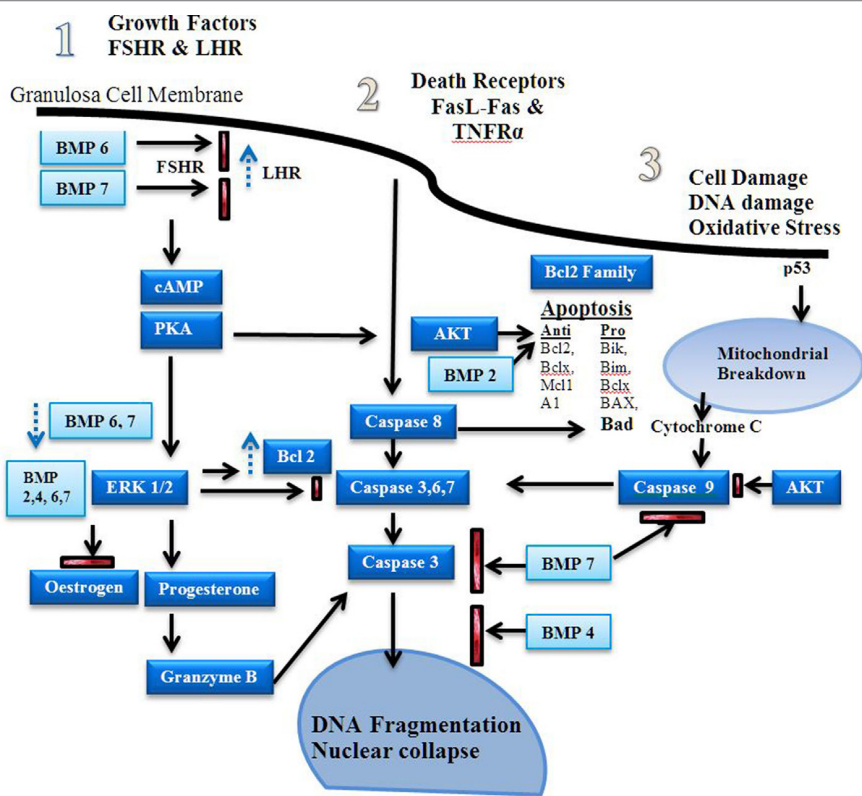 1
Growth Factors
FSHR & LHR
Granulosa Cell Membrane
2
Death Receptors
FasL-Fas &
TNFRα
3
Cell Damage
DNA damage
Oxidative Stress
BMP 6
FSHR
LHR
BMP 7
p53
cAMP
PKA
Bcl2 Family
Apoptosis
Anti Pro
Bcl2, Bik,
Bclx, Bim,
Mcl1 Bclx
A1 BAX,
Bad
AKT
BMP 2
Mitochondrial
Breakdown
BMP 6, 7
Caspase 8
Cytochrome C
Bcl 2
BMP
2,4, 6,7
ERK 1/2
Caspase 3,6,7
Caspase 9
AKT
Oestrogen
Progesterone
Caspase 3
BMP 7
BMP 4
Granzyme B
DNA Fragmentation
Nuclear collapse